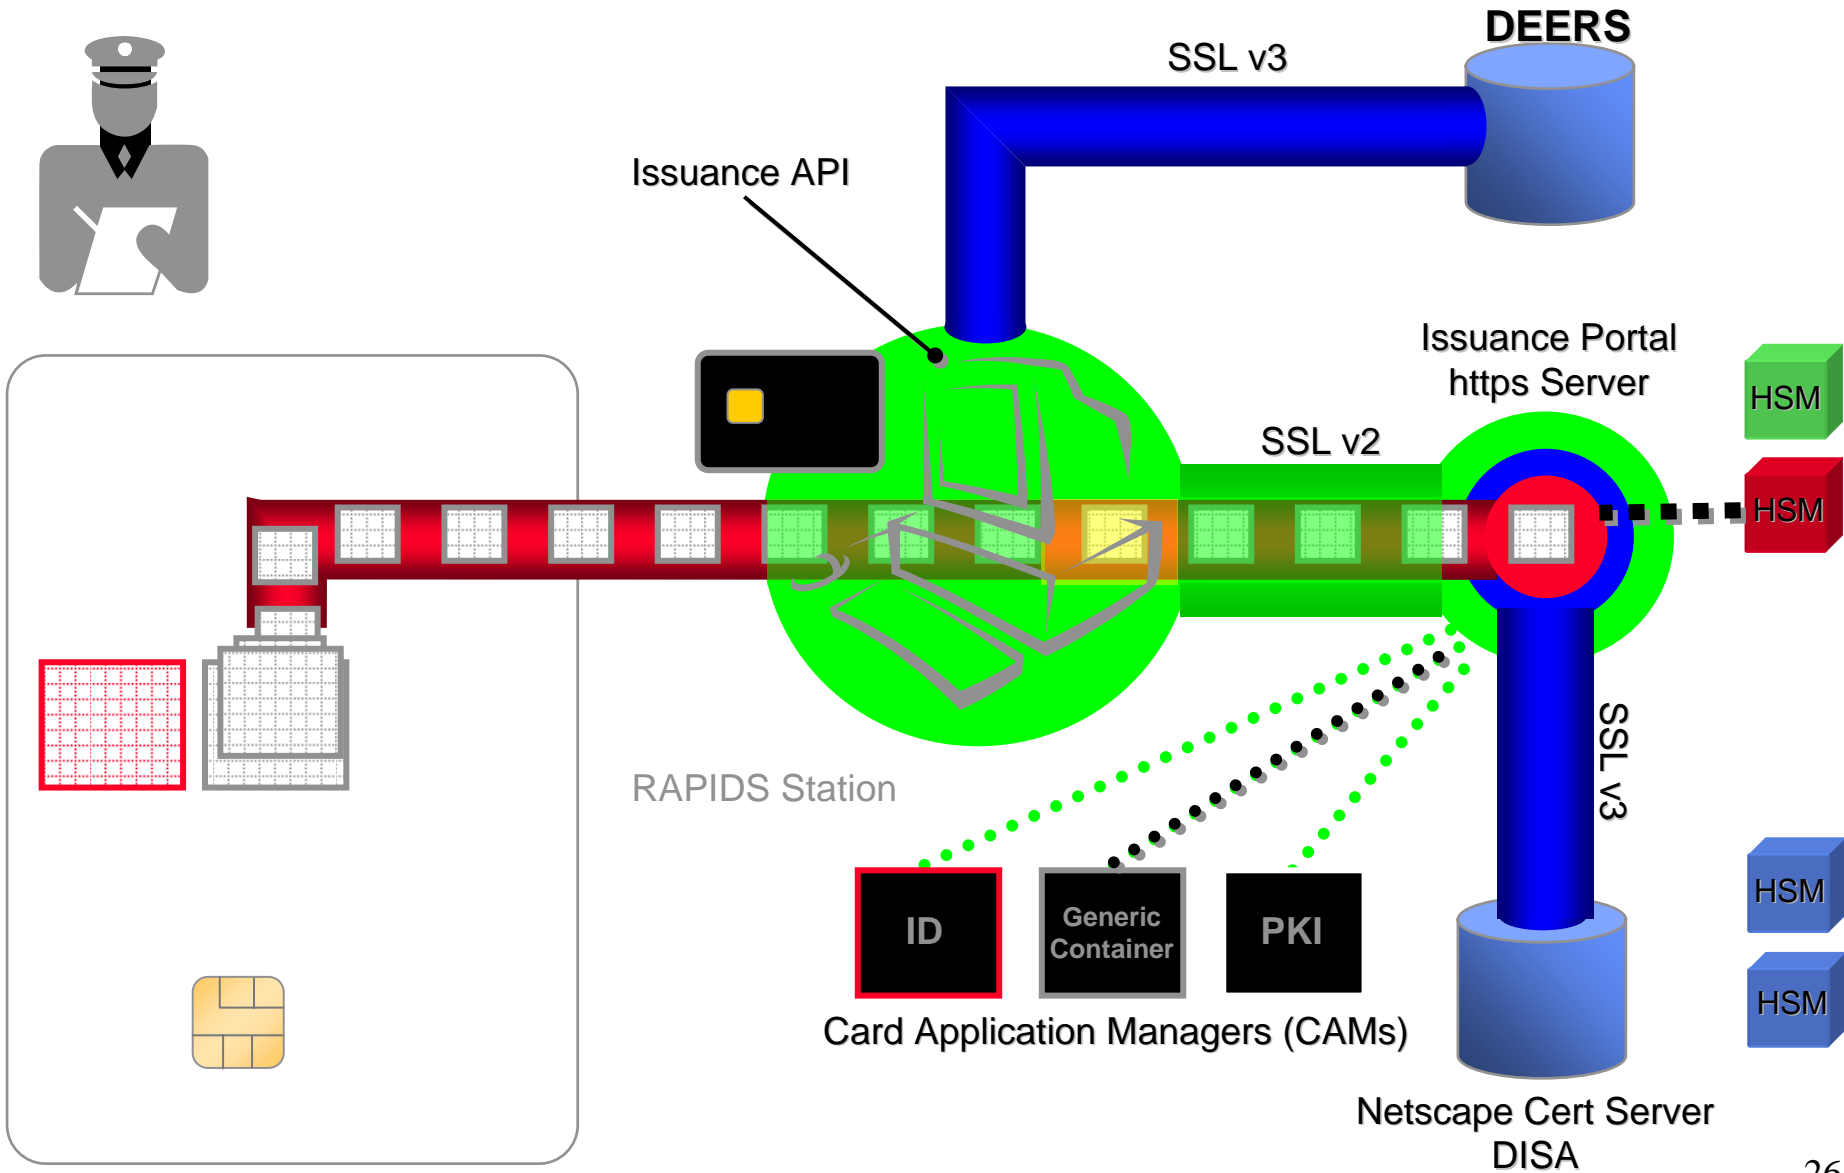 DEERS
SSL v3
Issuance API
Issuance Portal
https Server
HSM
SSL v2
HSM
SSL v3
RAPIDS Station
HSM
ID
Generic
Container
PKI
HSM
Card Application Managers (CAMs)
Netscape Cert Server
DISA
26